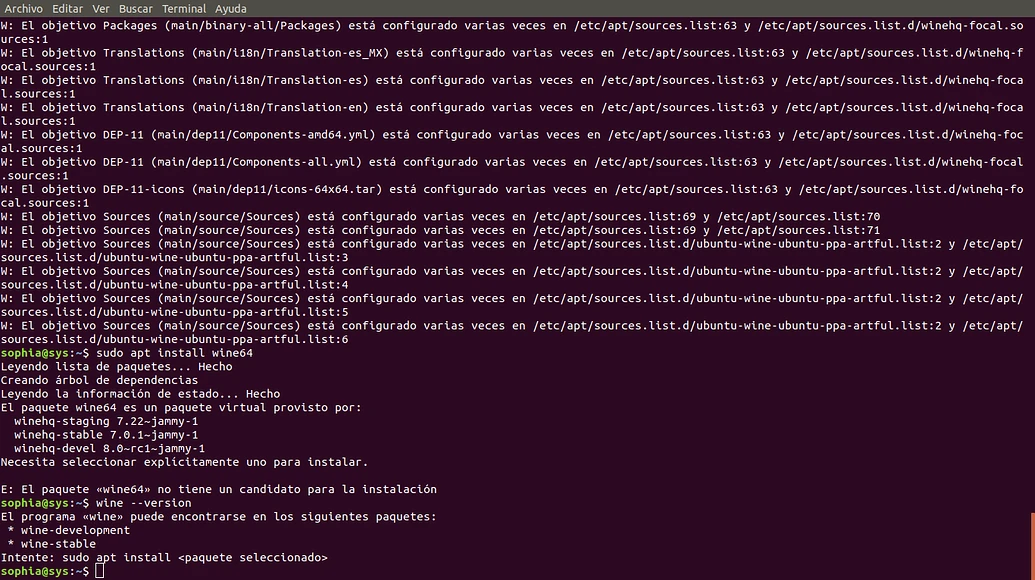 Archivo Editar Ver Buscar Terminal Ayuda
W: El objetivo Packages (main/binary-all/Packages) está configurado varias veces en /etc/apt/sources.list:63 y /etc/apt/sources.list.d/winehq-focal.so
urces:1
W: El objetivo Translations (main/i18n/Translation-es_MX) está configurado varias veces en /etc/apt/sources.list:63 y /etc/apt/sources.list.d/winehq-f
ocal.sources:1
W: El objetivo Translations (main/i18n/Translation-es) está configurado varias veces en /etc/apt/sources.list:63 y /etc/apt/sources.list.d/winehq-foca
l.sources:1
W: El objetivo Translations (main/i18n/Translation-en) está configurado varias veces en /etc/apt/sources.list:63 y /etc/apt/sources.list.d/winehq-foca
l.sources:1
W: El objetivo DEP-11 (main/dep11/Components-amd64.yml) está configurado varias veces en /etc/apt/sources.list:63 y /etc/apt/sources.list.d/winehq-foc
al.sources:1
W: El objetivo DEP-11 (main/dep11/Components-all.yml) está configurado varias veces en /etc/apt/sources.list:63 y /etc/apt/sources.list.d/winehq-focal
.sources:1
W: El objetivo DEP-11-icons (main/dep11/icons-64x64.tar) está configurado varias veces en /etc/apt/sources.list:63 y /etc/apt/sources.list.d/winehq-fo
cal.sources:1
W: El objetivo Sources (main/source/Sources) está configurado varias veces en /etc/apt/sources.list:69 y /etc/apt/sources.list:70
W: El objetivo Sources (main/source/Sources) está configurado varias veces en /etc/apt/sources.list:69 y /etc/apt/sources.list:71
W: El objetivo Sources (main/source/Sources) está configurado varias veces en /etc/apt/sources.list.d/ubuntu-wine-ubuntu-ppa-artful.list:2 y /etc/apt/
sources.list.d/ubuntu-wine-ubuntu-ppa-artful.list:3
W: El objetivo Sources (main/source/Sources) está configurado varias veces en /etc/apt/sources.list.d/ubuntu-wine-ubuntu-ppa-artful.list:2 y /etc/apt/
sources.list.d/ubuntu-wine-ubuntu-ppa-artful.list:4
W: El objetivo Sources (main/source/Sources) está configurado varias veces en /etc/apt/sources.list.d/ubuntu-wine-ubuntu-ppa-artful.list:2 y /etc/apt/
sources.list.d/ubuntu-wine-ubuntu-ppa-artful.list:5
W: El objetivo Sources (main/source/Sources) está configurado varias veces en /etc/apt/sources.list.d/ubuntu-wine-ubuntu-ppa-artful.list:2 y /etc/apt/
sources.list.d/ubuntu-wine-ubuntu-ppa-artful.list:6
sophia@sys:~$ sudo apt install wine64
Leyendo lista de paquetes... Hecho
Creando árbol de dependencias
Leyendo la información de estado... Hecho
El paquete wine64 es un paquete virtual provisto por:
  winehq-staging 7.22~jammy-1
  winehq-stable 7.0.1~jammy-1
  winehq-devel 8.0~rc1~jammy-1
Necesita seleccionar explícitamente uno para instalar.
E: El paquete «wine64» no tiene un candidato para la instalación
sophia@sys:~$ wine --version
El programa «wine» puede encontrarse en los siguientes paquetes:
 * wine-development
 * wine-stable
Intente: sudo apt install <paquete seleccionado>
sophia@sys:~$